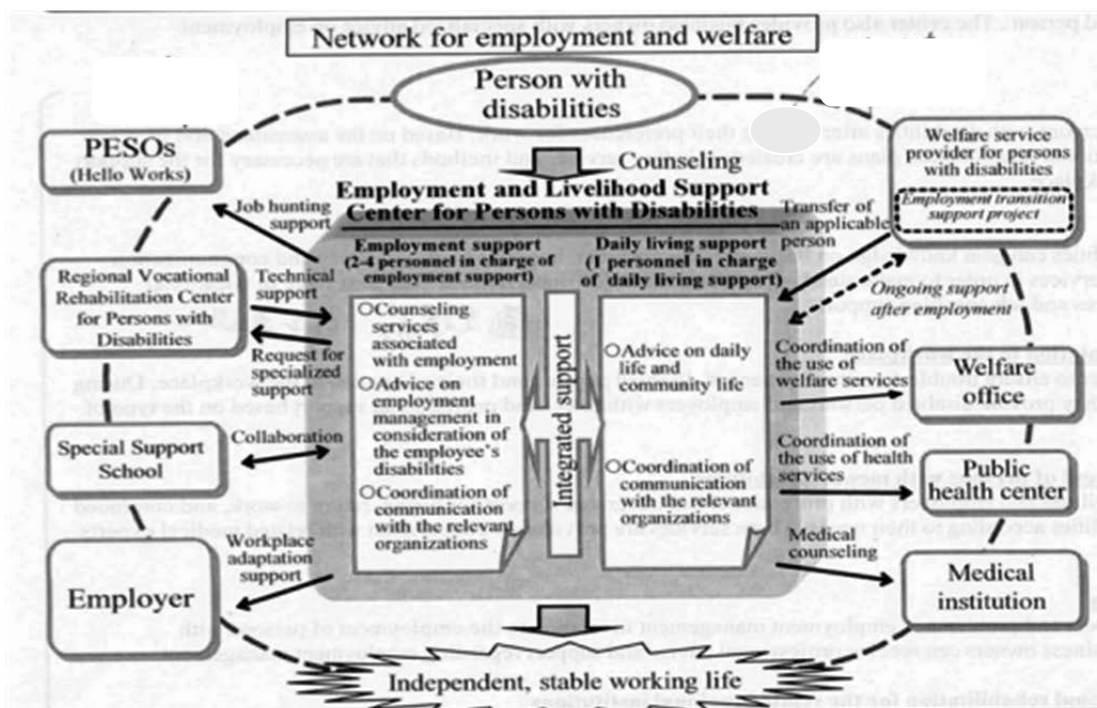 Network for employment and welfare
Person with
disabilities
Counseling
PESOs
(Hello Works)
Welfare service
provider for persons
with disabilities
Employment transition
support project
Employment and Livelihood Support
Center for Persons with Disabilities
Job hunting
support
Transfer of
an applicable
person
Employment support
(2-4 personnel in charge of
employment support)
Daily living support
(1 personnel in charge
of daily living support)
Regional Vocational
Rehabilitation Center
for Persons with
Disabilities
Technical
support
Request for
specialized
support
Ongoing support
after employment
○Counseling
services
associated
with employment
○Advice on
employment
management in
consideration of
the employee's
disabilities
○Coordination of
communication
with the relevant
organizations
Integrated support
○Advice on daily
life and
community life
○Coordination of
communication
with the relevant
organizations
Coordination of
the use of
welfare services
Welfare
office
Special Support
School
Collaboration
Coordination of
the use of health
services
Public
health center
Employer
Workplace
adaptation
support
Medical
counseling
Medical
institution
Independent, stable working life